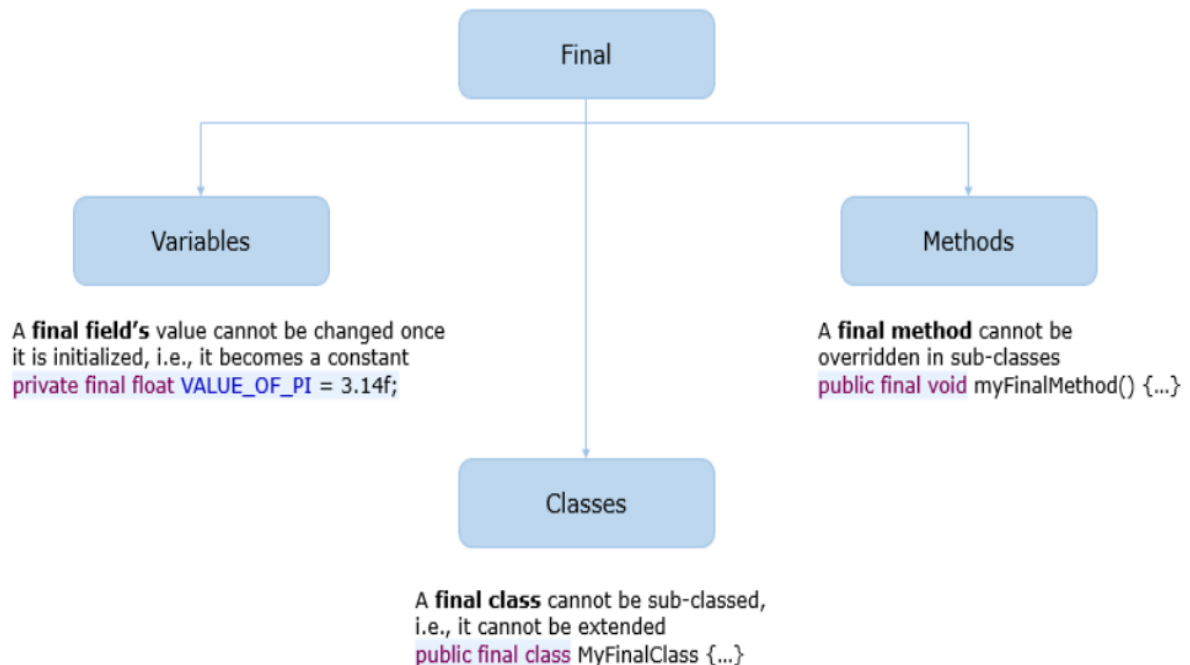 Final
Variables
Methods
A final field's value cannot be changed once
it is initialized, i.e., it becomes a constant
private final float VALUE_OF_PI = 3.14f;
A final method cannot be
overridden in sub-classes
public final void myFinalMethod() {...}
Classes
A final class cannot be sub-classed,
i.e., it cannot be extended
public final class MyFinalClass {...}